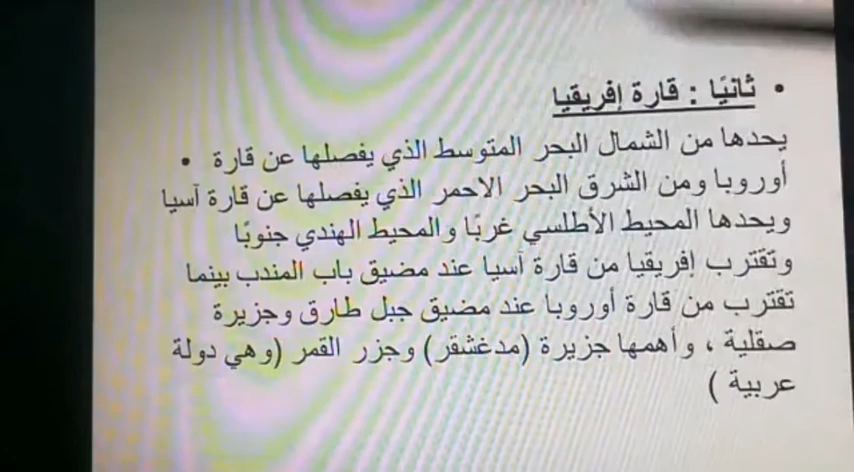 • ثانيًا : قارة إفريقيا
يحدها من الشمال البحر المتوسط الذي يفصلها عن قارة •
أوروبا ومن الشرق البحر الاحمر الذي يفصلها عن قارة آسيا
ويحدها المحيط الأطلسي غربًا والمحيط الهندي جنوبًا
وتقترب إفريقيا من قارة آسيا عند مضيق باب المندب بينما
تقترب من قارة أوروبا عند مضيق جبل طارق وجزيرة
صقلية ، وأهمها جزيرة (مدغشقر) وجزر القمر (وهي دولة
عربية )